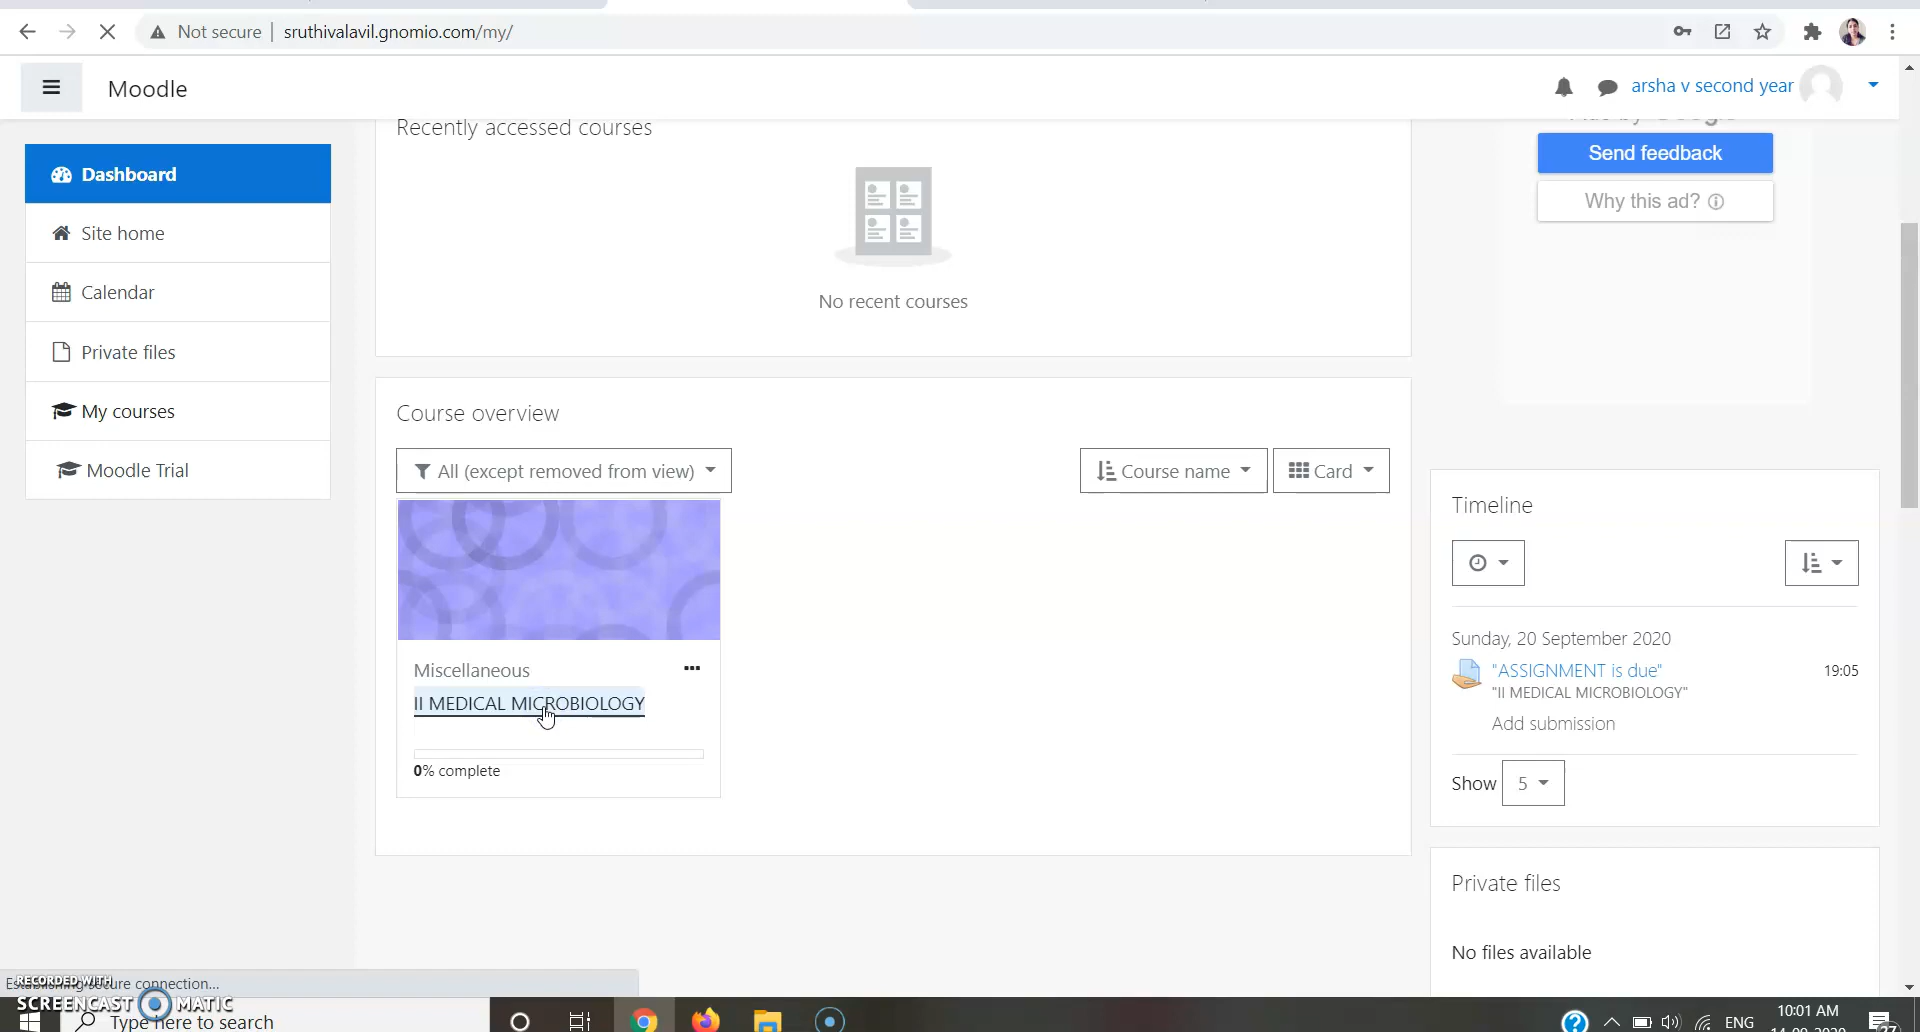 Not secure | sruthivalavil.gnomio.com/my/
Moodle
arsha v second year
Dashboard
Site home
Calendar
Private files
My courses
Moodle Trial
Recently accessed courses
No recent courses
Course overview
All (except removed from view)
Course name
Card
Miscellaneous
...
II MEDICAL MICROBIOLOGY
0% complete
Send feedback
Why this ad?
Timeline
Sunday, 20 September 2020
"ASSIGNMENT is due" 19:05
"II MEDICAL MICROBIOLOGY"
Add submission
Show 5
Private files
No files available
Establishing secure connection...
RECORDED WITH
SCREENCAST MATIC
Type here to search
ENG
10:01 AM